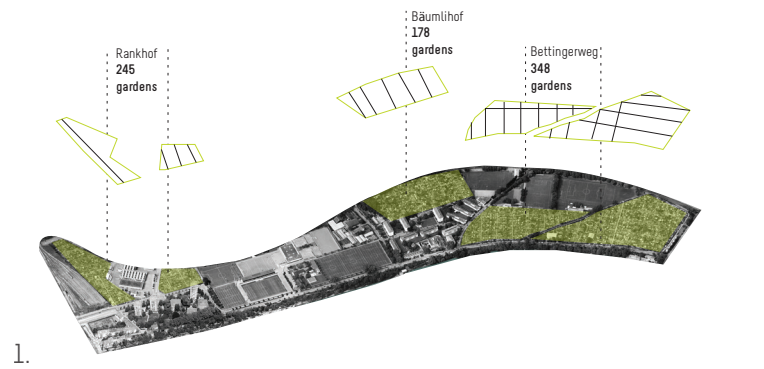 Bäumlihof
178
gardens
Rankhof
245
gardens
Bettingerweg
348
gardens
1.